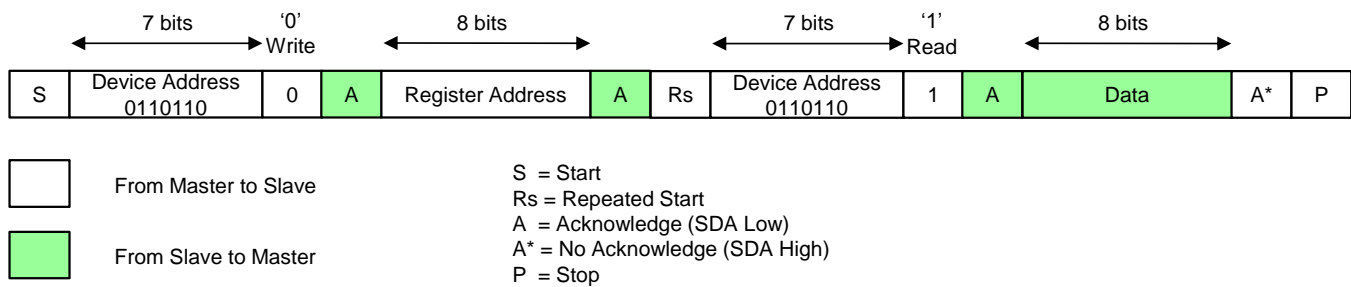 7 bits ‘0’ 8 bits 7 bits ‘1’ 8 bits
Write Read
S Device Address 0110110 0 A Register Address A Rs Device Address 0110110 1 A Data A* P
From Master to Slave
From Slave to Master
S = Start
Rs = Repeated Start
A = Acknowledge (SDA Low)
A* = No Acknowledge (SDA High)
P = Stop